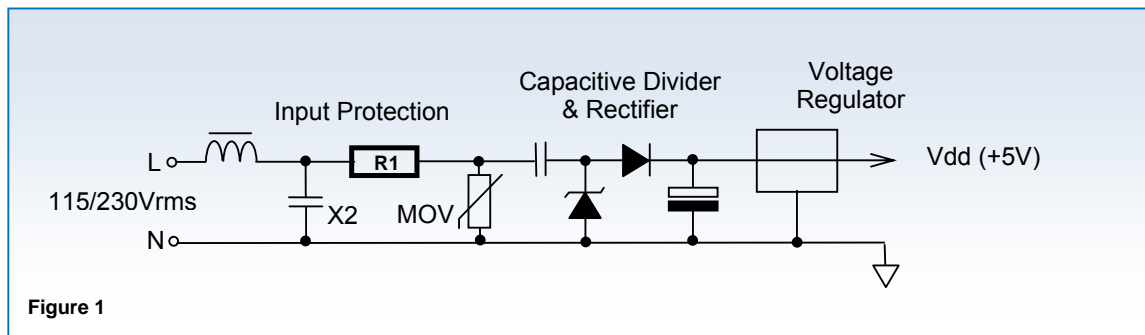 Capacitive Divider
& Rectifier
Voltage
Regulator
Input Protection
L
R1
Vdd (+5V)
115/230Vrms
X2
MOV
N
Figure 1